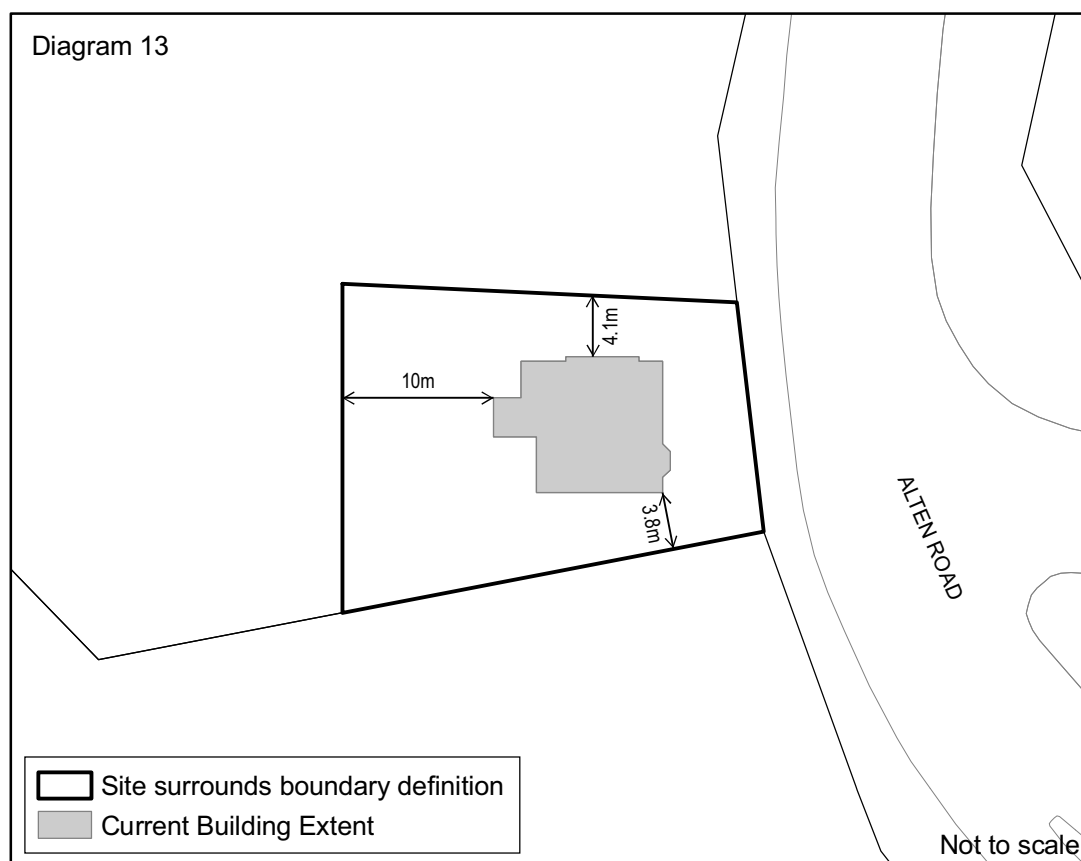 Diagram 13
4.1m
10m
3.8m
ALTEN ROAD
Site surrounds boundary definition
Current Building Extent
Not to scale